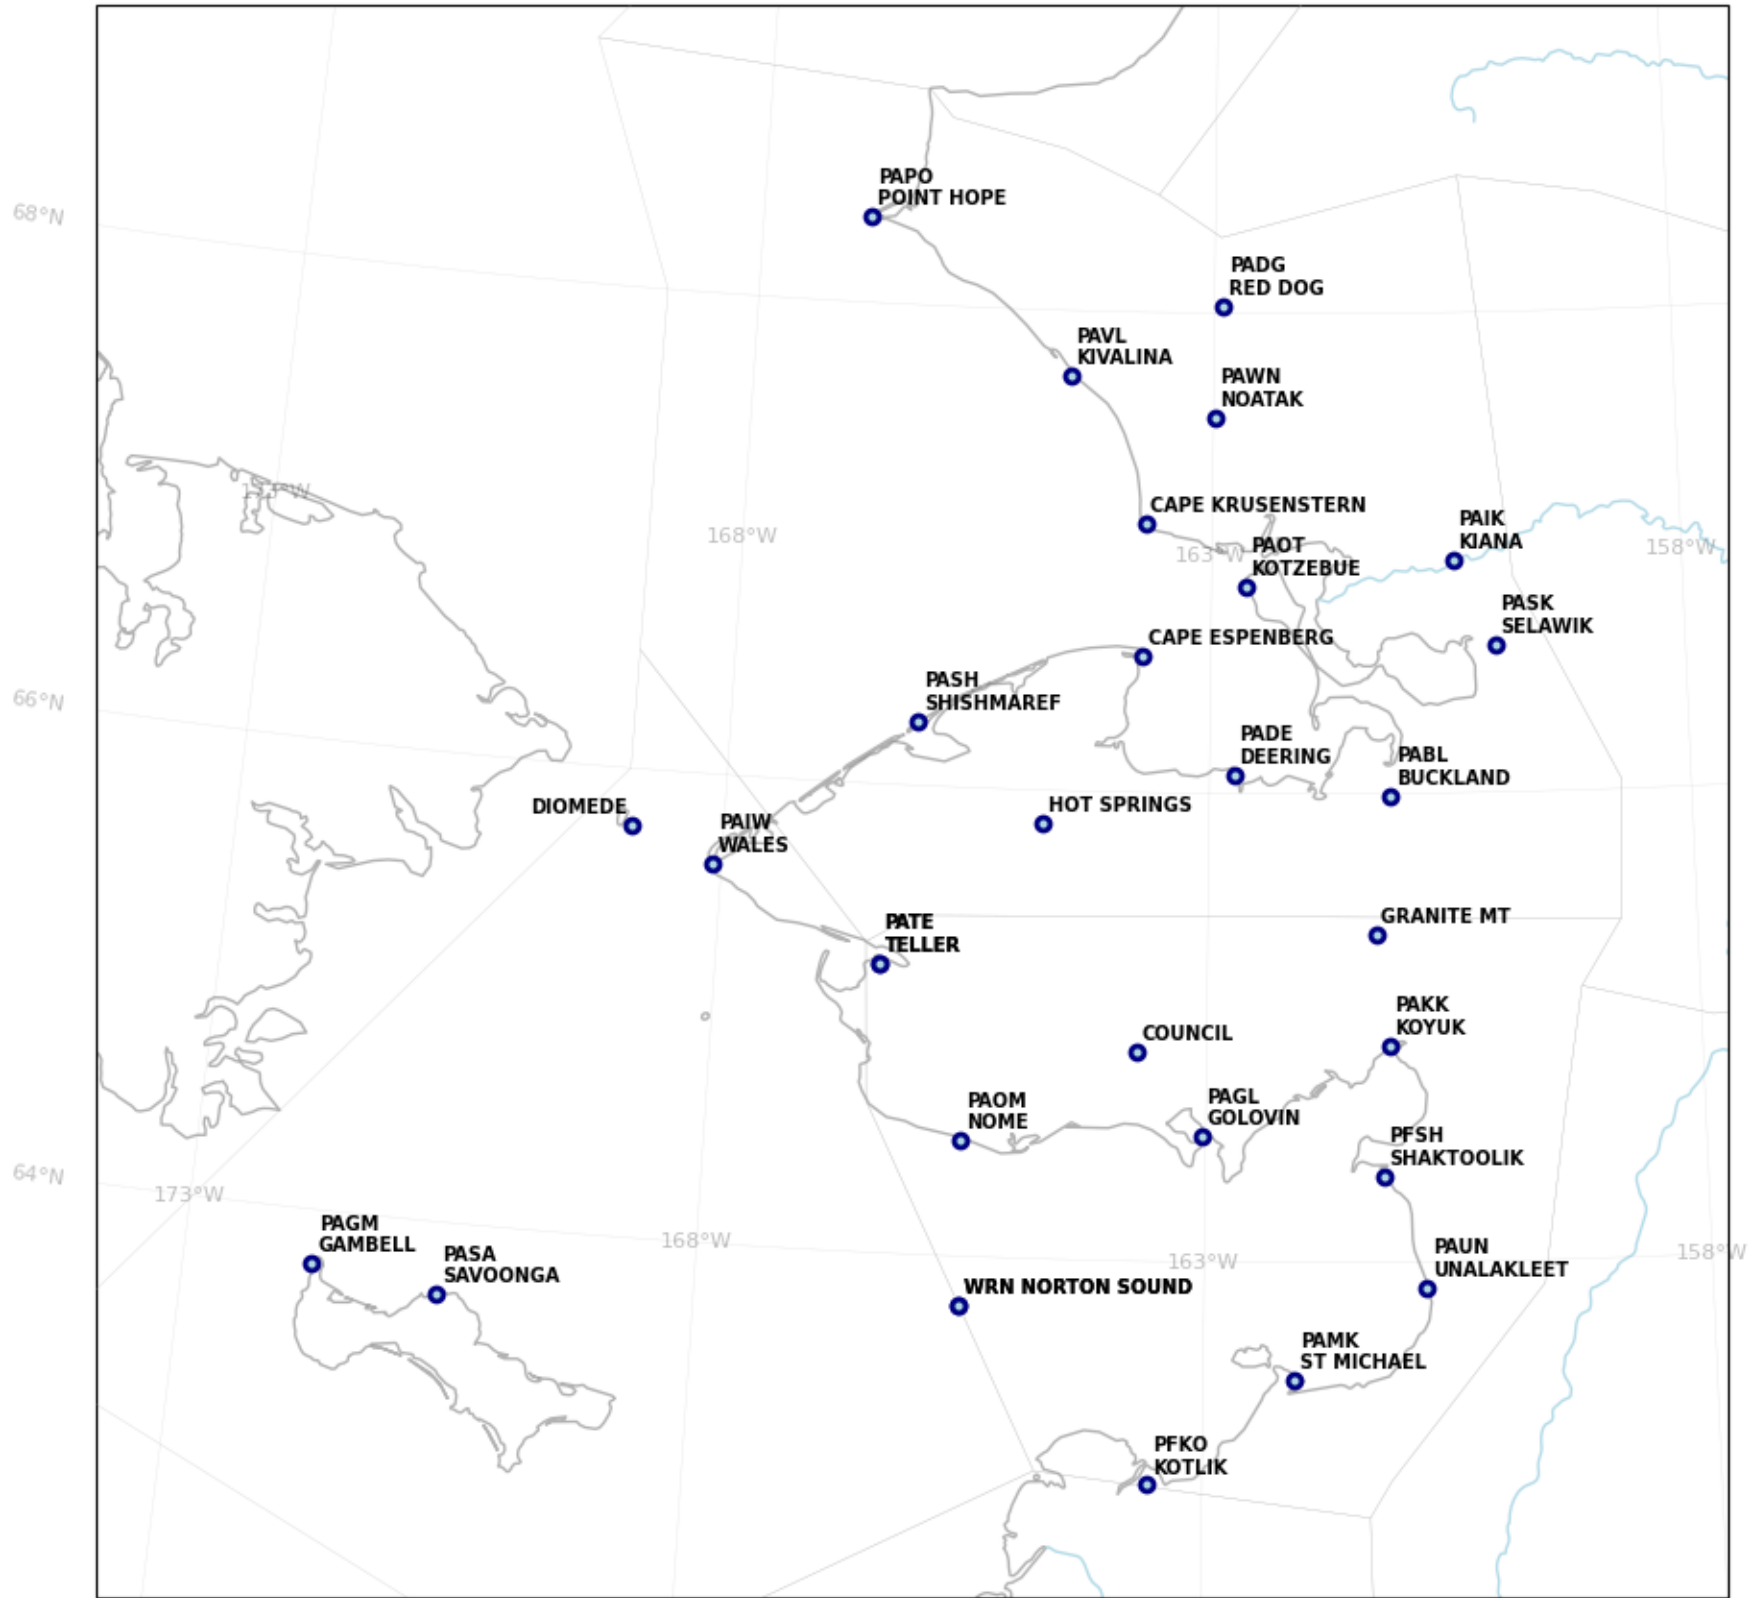 PAPO
POINT HOPE
68°N
PADG
RED DOG
PAVL
KIVALINA
PAWN
NOATAK
173°W
CAPE KRUSENSTERN
PAIK
KIANA
168°W
163°W
PAOT
KOTZEBUE
158°W
PASK
SELAWIK
CAPE ESPENBERG
66°N
PASH
SHISHMAREF
PADE
DEERING
PABL
BUCKLAND
DIOMEDE
HOT SPRINGS
PAIW
WALES
PATE
TELLER
GRANITE MT
PAKK
KOYUK
COUNCIL
PAOM
NOME
PAGL
GOLOVIN
PFSH
SHAKTOOLIK
64°N
173°W
PAGM
GAMBELL
PASA
SAVOONGA
168°W
163°W
158°W
PAUN
UNALAKLEET
WRN NORTON SOUND
PAMK
ST MICHAEL
PFKO
KOTLIK